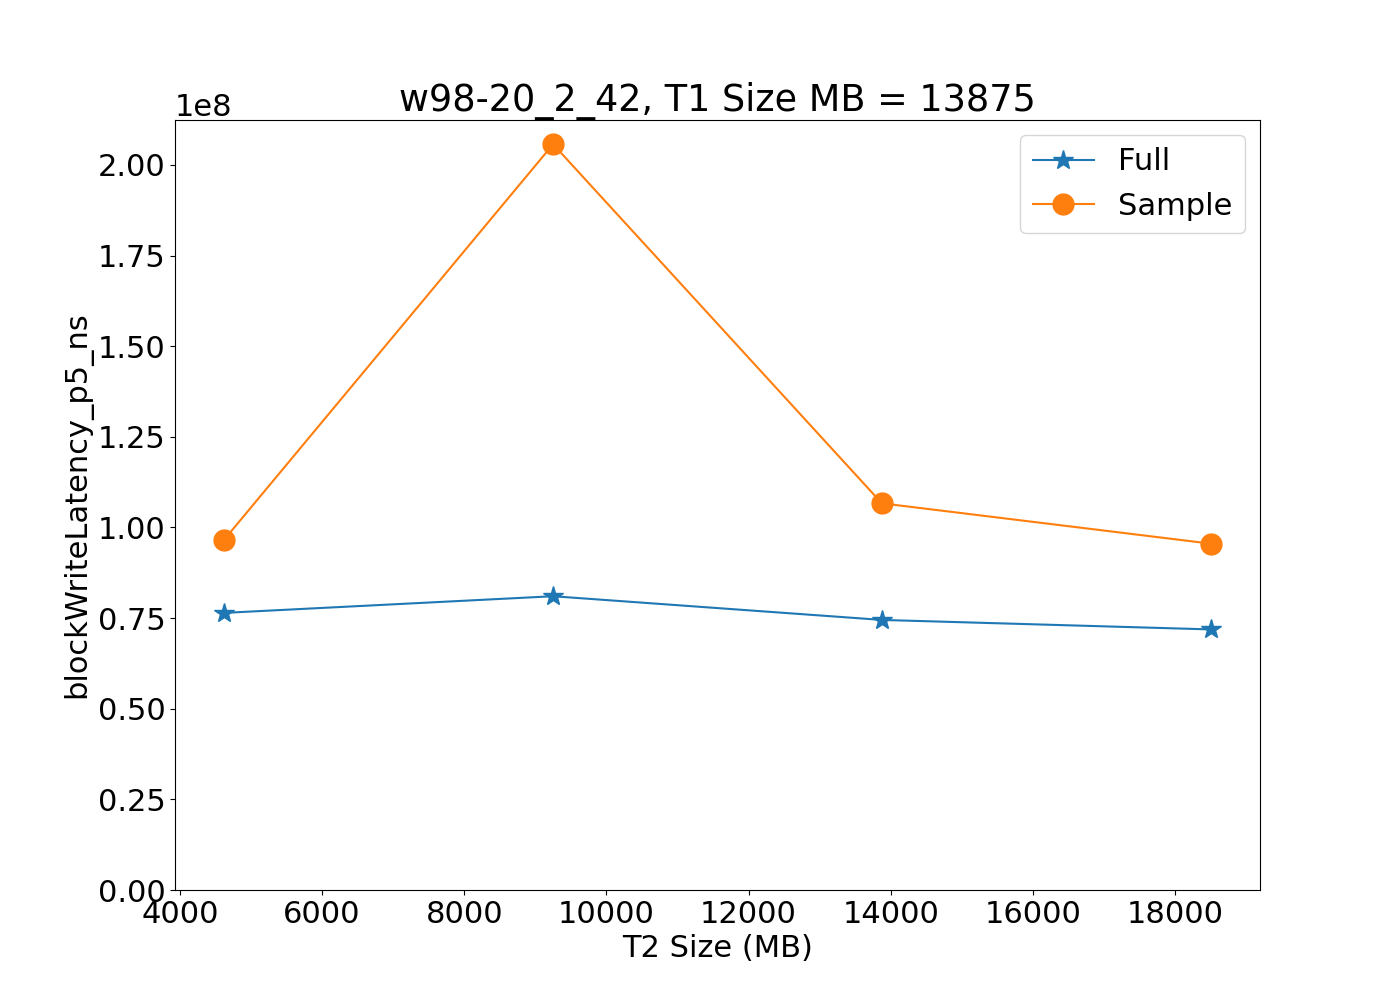 w98-20_2_42, T1 Size MB = 13875
1e8
Full
Sample
2.00
1.75
1.50
1.25
1.00
0.75
0.50
0.25
0.00
blockWriteLatency_p5_ns
4000 6000 8000 10000 12000 14000 16000 18000
T2 Size (MB)